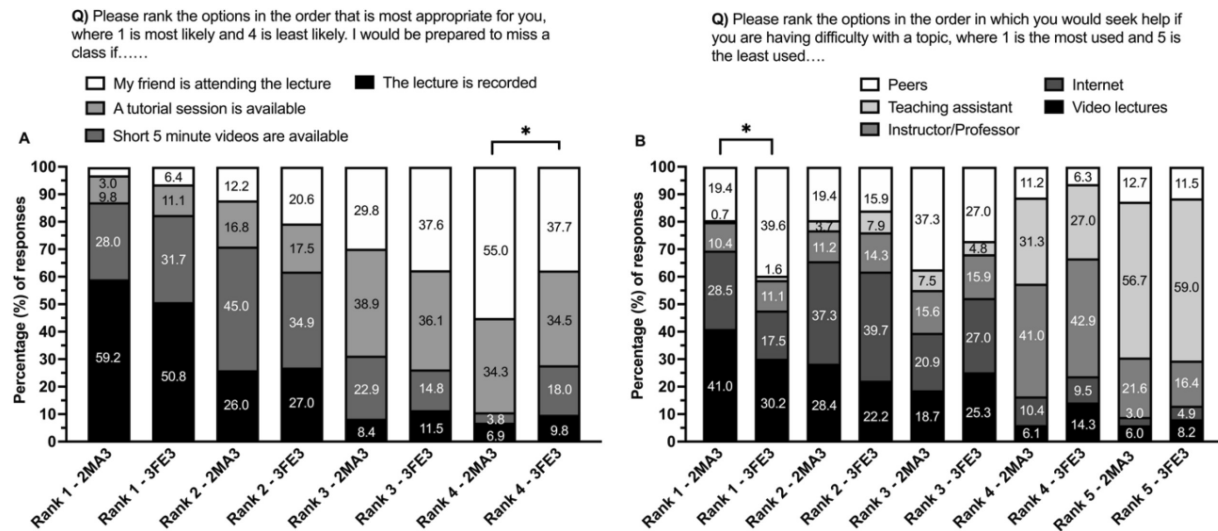 Q) Please rank the options in the order that is most appropriate for you,
where 1 is most likely and 4 is least likely. I would be prepared to miss a
class if……
My friend is attending the lecture
The lecture is recorded
A tutorial session is available
Short 5 minute videos are available
A
*
Percentage (%) of responses
100
90
80
70
60
50
40
30
20
10
0
3.0
9.8
28.0
59.2
6.4
11.1
31.7
50.8
12.2
16.8
45.0
26.0
20.6
17.5
34.9
27.0
29.8
38.9
22.9
8.4
37.6
36.1
14.8
11.5
55.0
34.3
3.8
6.9
37.7
34.5
18.0
9.8
Rank 1 - 2MA3
Rank 1 - 3FE3
Rank 2 - 2MA3
Rank 2 - 3FE3
Rank 3 - 2MA3
Rank 3 - 3FE3
Rank 4 - 2MA3
Rank 4 - 3FE3
Q) Please rank the options in the order in which you would seek help if
you are having difficulty with a topic, where 1 is the most used and 5 is
the least used….
Peers
Internet
Teaching assistant
Video lectures
Instructor/Professor
B
*
Percentage (%) of responses
100
90
80
70
60
50
40
30
20
10
0
19.4
0.7
10.4
28.5
41.0
39.6
1.6
11.1
17.5
30.2
19.4
3.7
11.2
37.3
28.4
15.9
7.9
14.3
39.7
22.2
37.3
7.5
15.6
20.9
18.7
27.0
4.8
15.9
27.0
25.3
11.2
31.3
41.0
10.4
6.1
6.3
27.0
42.9
9.5
14.3
12.7
56.7
21.6
3.0
6.0
11.5
59.0
16.4
4.9
8.2
Rank 1 - 2MA3
Rank 1 - 3FE3
Rank 2 - 2MA3
Rank 2 - 3FE3
Rank 3 - 2MA3
Rank 3 - 3FE3
Rank 4 - 2MA3
Rank 4 - 3FE3
Rank 5 - 2MA3
Rank 5 - 3FE3